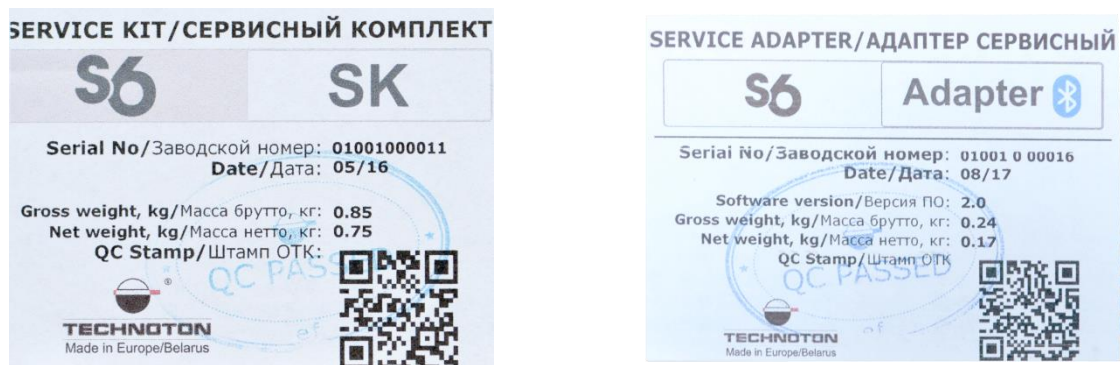 SERVICE KIT/СЕРВИСНЫЙ КОМПЛЕКТ
S6 SK
Serial No/Заводской номер: 01001000011
Date/Дата: 05/16
Gross weight, kg/Масса брутто, кг: 0.85
Net weight, kg/Масса нетто, кг: 0.75
QC Stamp/Штамп ОТК:
QC PASSED
®
TECHNOTON
Made in Europe/Belarus
SERVICE ADAPTER/АДАПТЕР СЕРВИСНЫЙ
S6 Adapter
Serial No/Заводской номер: 01001 0 00016
Date/Дата: 08/17
Software version/Версия ПО: 2.0
Gross weight, kg/Масса брутто, кг: 0.24
Net weight, kg/Масса нетто, кг: 0.17
QC Stamp/Штамп ОТК
QC PASSED
TECHNOTON
Made in Europe/Belarus